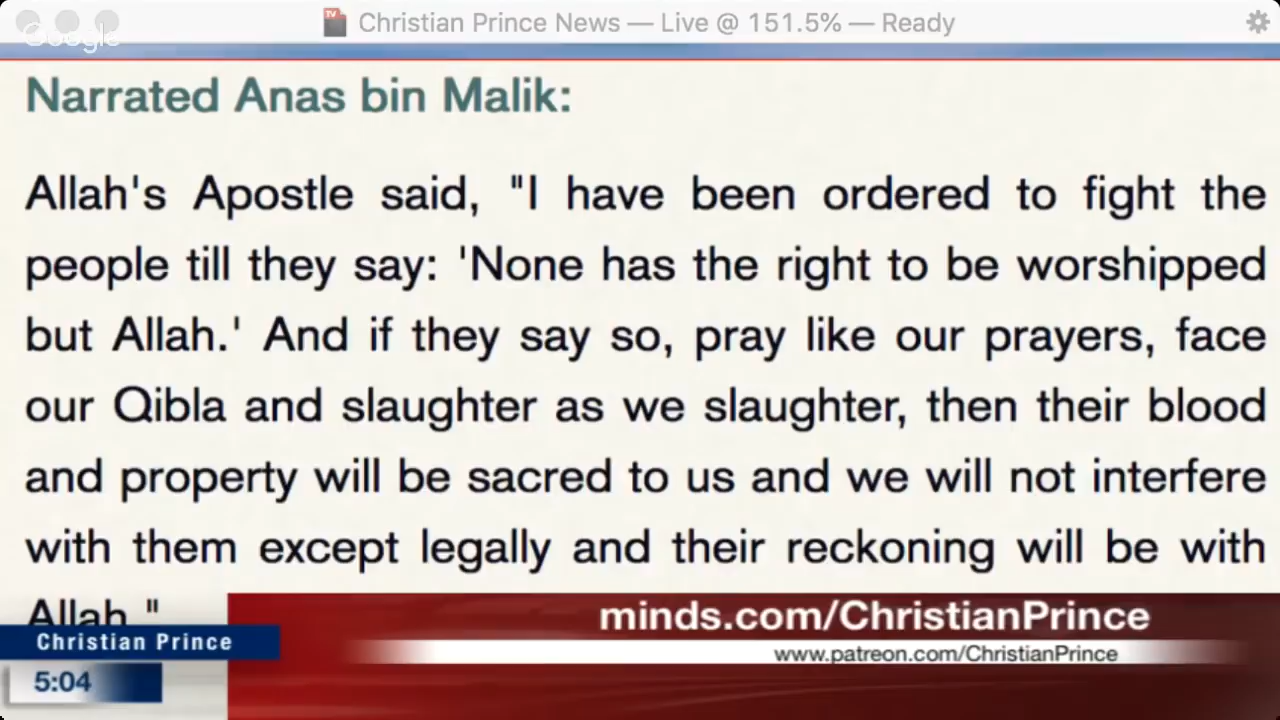 Christian Prince News — Live @ 151.5% — Ready
Google
TV
Narrated Anas bin Malik:
Allah's Apostle said, "I have been ordered to fight the
people till they say: 'None has the right to be worshipped
but Allah.' And if they say so, pray like our prayers, face
our Qibla and slaughter as we slaughter, then their blood
and property will be sacred to us and we will not interfere
with them except legally and their reckoning will be with
Allah."
minds.com/ChristianPrince
Christian Prince
www.patreon.com/ChristianPrince
5:04